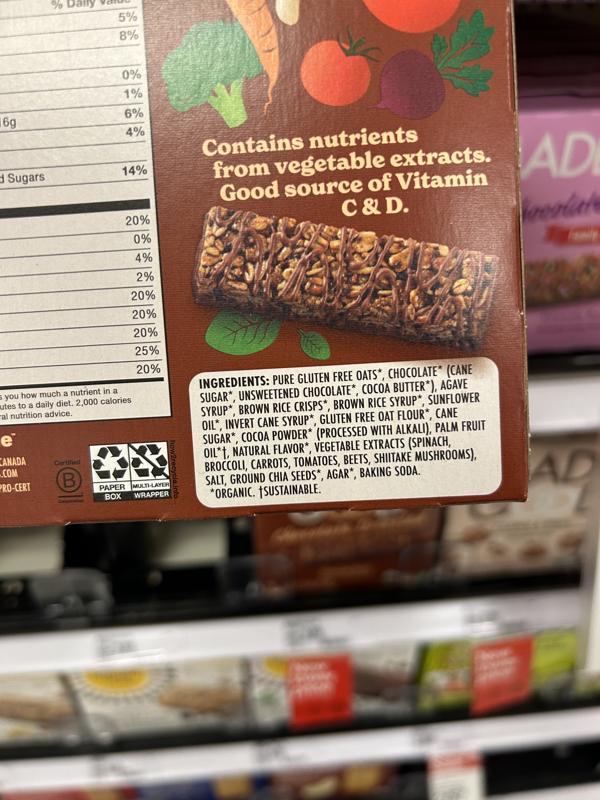 % Daily Value
5%
8%
0%
1%
16g 6%
4%
d Sugars 14%
20%
0%
4%
2%
20%
20%
20%
25%
20%
s you how much a nutrient in a
utes to a daily diet. 2,000 calories
ral nutrition advice.
e™
CANADA
.COM
PRO-CERT
Certified
B
Corporation
PAPER
BOX
MULTI-LAYER
WRAPPER
how2recycle.info
Contains nutrients
from vegetable extracts.
Good source of Vitamin
C & D.
INGREDIENTS: PURE GLUTEN FREE OATS*, CHOCOLATE* (CANE
SUGAR*, UNSWEETENED CHOCOLATE*, COCOA BUTTER*), AGAVE
SYRUP*, BROWN RICE CRISPS*, BROWN RICE SYRUP*, SUNFLOWER
OIL*, INVERT CANE SYRUP*, GLUTEN FREE OAT FLOUR*, CANE
SUGAR*, COCOA POWDER* (PROCESSED WITH ALKALI), PALM FRUIT
OIL*†, NATURAL FLAVOR*, VEGETABLE EXTRACTS (SPINACH,
BROCCOLI, CARROTS, TOMATOES, BEETS, SHIITAKE MUSHROOMS),
SALT, GROUND CHIA SEEDS*, AGAR*, BAKING SODA.
*ORGANIC. †SUSTAINABLE.